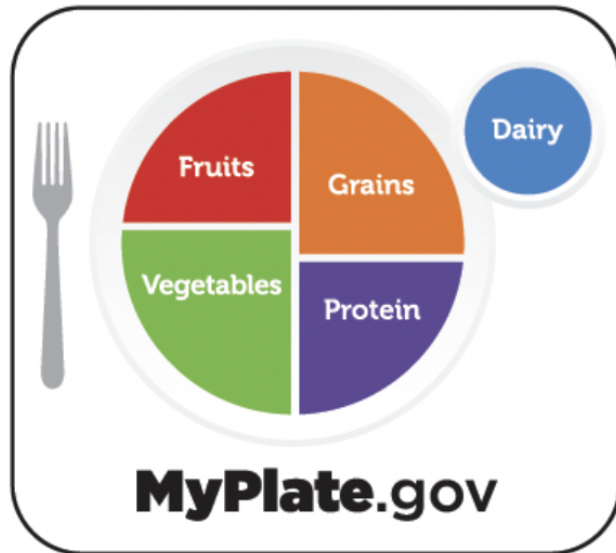 Dairy
Fruits
Grains
Vegetables
Protein
MyPlate.gov